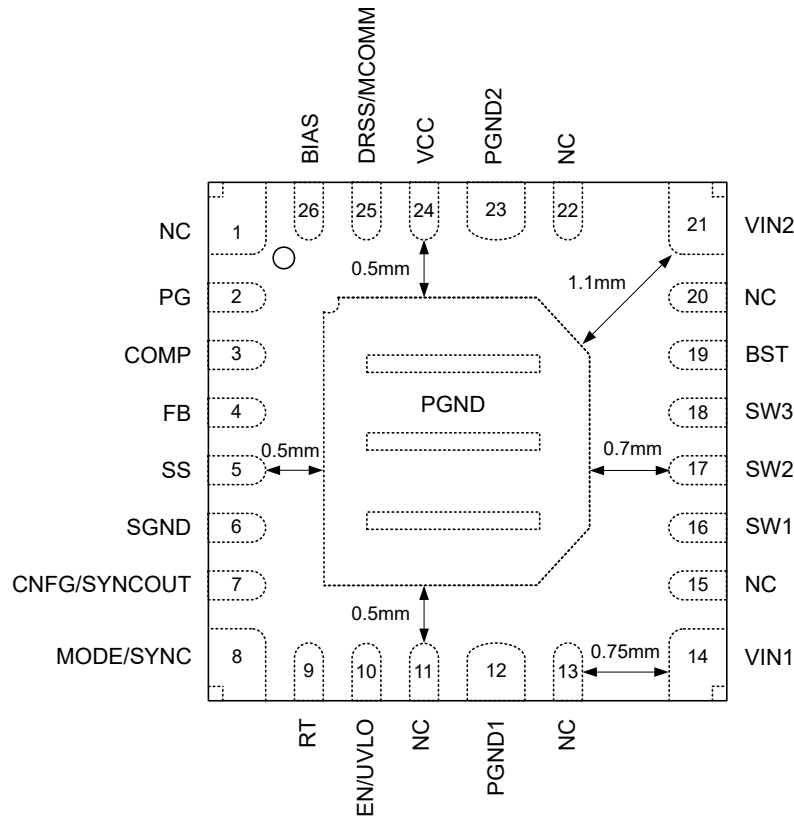 BIAS
DRSS/MCOMM
VCC
PGND2
NC
26
25
24
23
22
NC
1
21
VIN2
0.5mm
1.1mm
PG
2
20
NC
COMP
3
19
BST
FB
4
PGND
18
SW3
SS
5
0.5mm
0.7mm
17
SW2
SGND
6
16
SW1
CNFG/SYNCOUT
7
15
NC
0.5mm
MODE/SYNC
8
0.75mm
14
VIN1
9
10
11
12
13
RT
EN/UVLO
NC
PGND1
NC